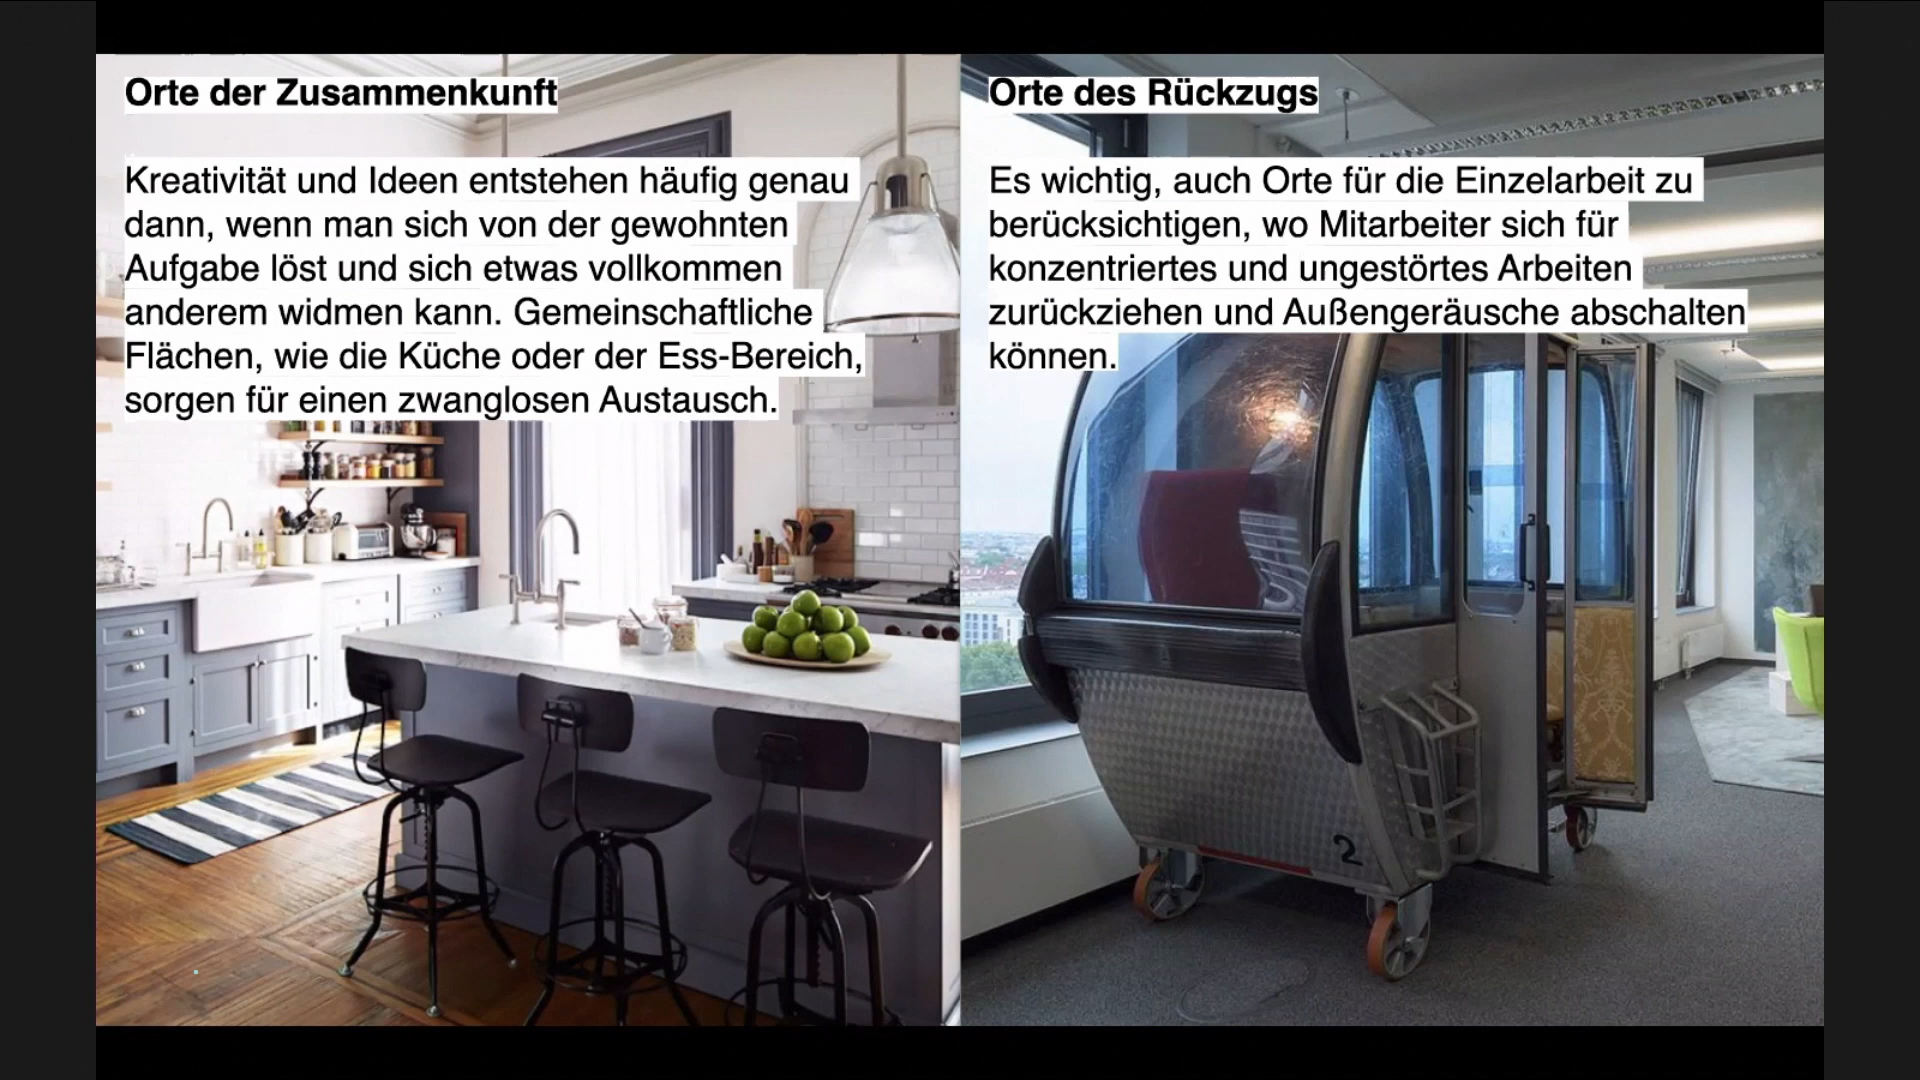 Orte der Zusammenkunft
Kreativität und Ideen entstehen häufig genau
dann, wenn man sich von der gewohnten
Aufgabe löst und sich etwas vollkommen
anderem widmen kann. Gemeinschaftliche
Flächen, wie die Küche oder der Ess-Bereich,
sorgen für einen zwanglosen Austausch.
Orte des Rückzugs
Es wichtig, auch Orte für die Einzelarbeit zu
berücksichtigen, wo Mitarbeiter sich für
konzentriertes und ungestörtes Arbeiten
zurückziehen und Außengeräusche abschalten
können.
2